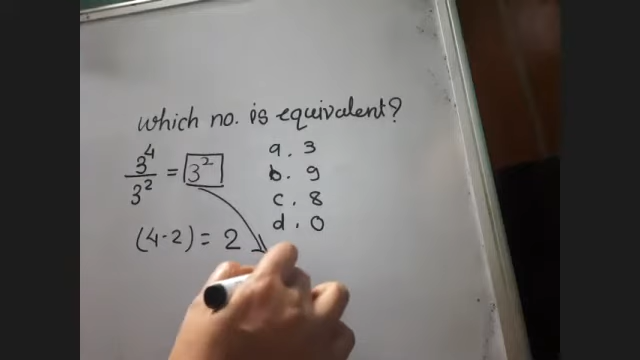 which no. is equivalent?
3^4/3^2 = 3^2
a. 3
b. 9
c. 8
d. 0
(4-2) = 2